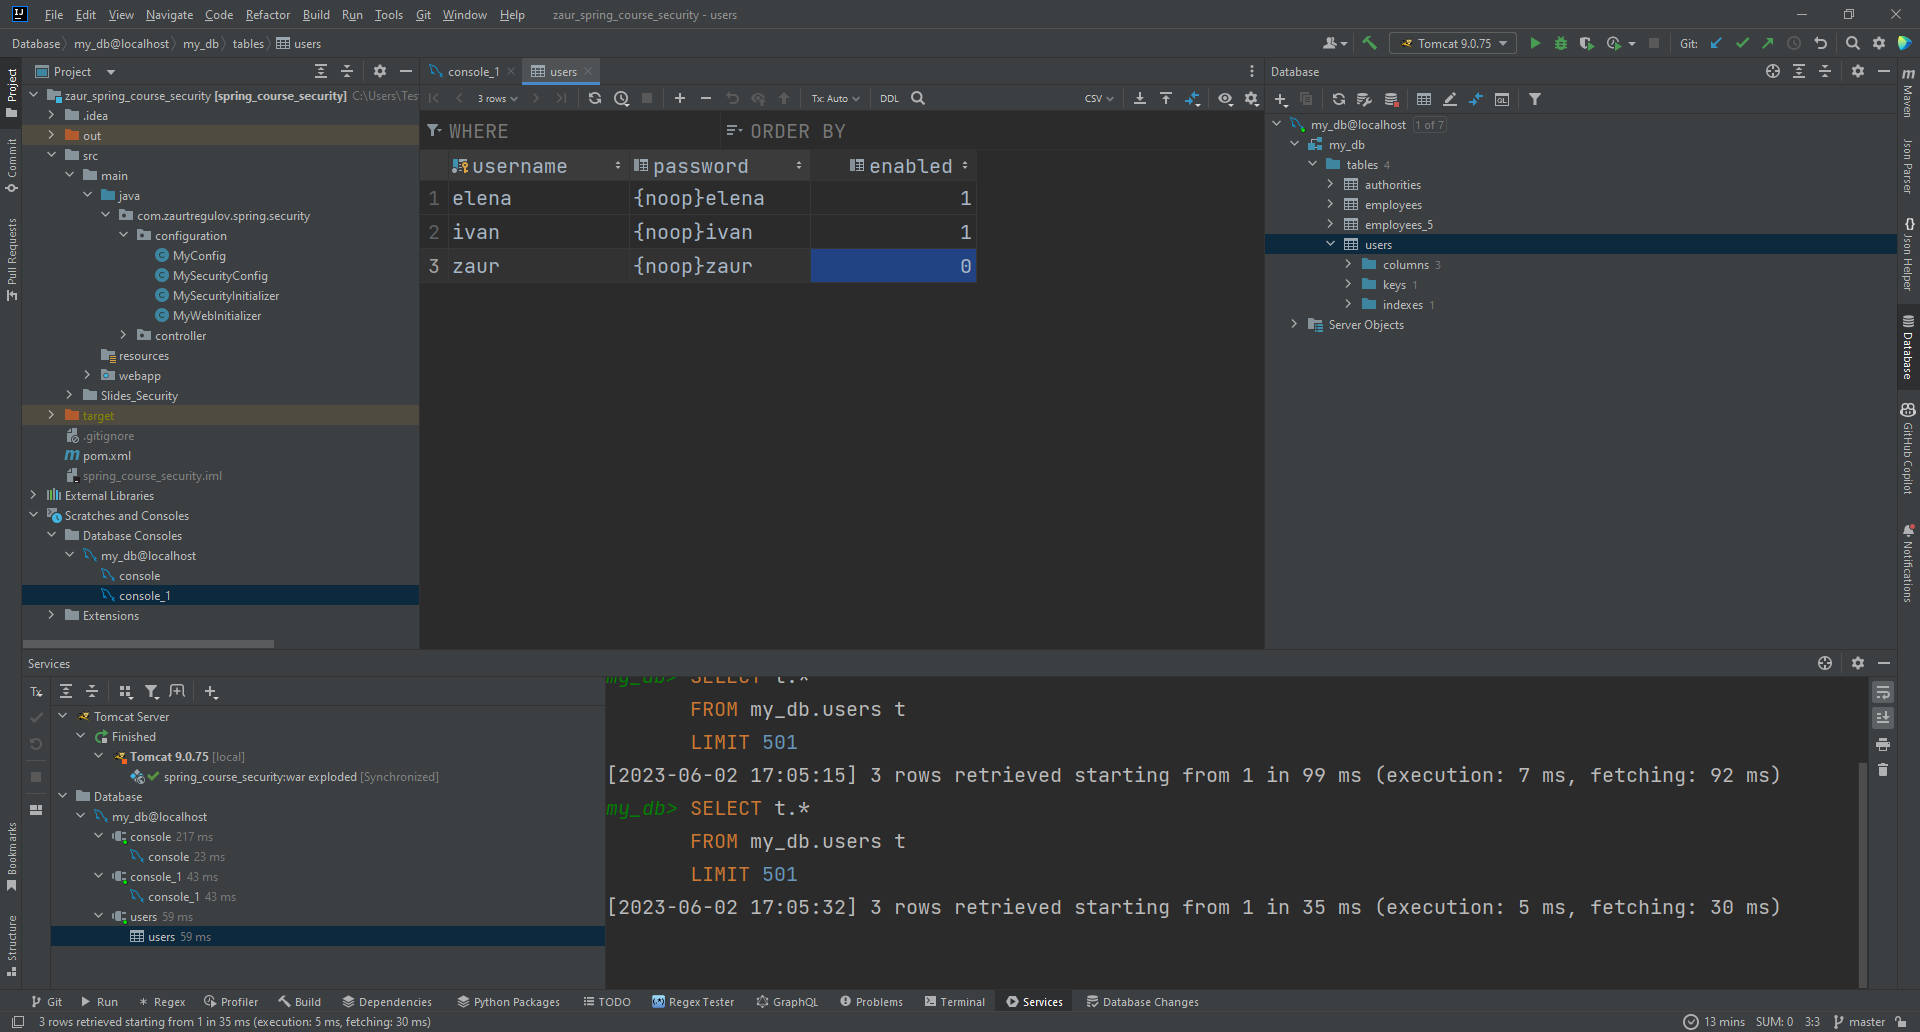 File Edit View Navigate Code Refactor Build Run Tools Git Window Help zaur_spring_course_security - users
Database my_db@localhost my_db tables users
Tomcat 9.0.75
Git:
Project
zaur_spring_course_security [spring_course_security] C:\Users\Tes
.idea
out
src
main
java
com.zaurtregulov.spring.security
configuration
MyConfig
MySecurityConfig
MySecurityInitializer
MyWebInitializer
controller
resources
webapp
Slides_Security
target
.gitignore
pom.xml
spring_course_security.iml
External Libraries
Scratches and Consoles
Database Consoles
my_db@localhost
console
console_1
Extensions
console_1
users
3 rows
Tx: Auto
DDL
CSV
WHERE
ORDER BY
username password enabled
1 elena {noop}elena 1
2 ivan {noop}ivan 1
3 zaur {noop}zaur 0
Database
my_db@localhost 1 of 7
my_db
tables 4
authorities
employees
employees_5
users
columns 3
keys 1
indexes 1
Server Objects
Project
Commit
Pull Requests
Bookmarks
Structure
Maven
Json Parser
Json Helper
Database
GitHub Copilot
Notifications
Services
Tx
Tomcat Server
Finished
Tomcat 9.0.75 [local]
spring_course_security:war exploded [Synchronized]
Database
my_db@localhost
console 217 ms
console 23 ms
console_1 43 ms
console_1 43 ms
users 59 ms
users 59 ms
my_db> SELECT t.*
FROM my_db.users t
LIMIT 501
[2023-06-02 17:05:15] 3 rows retrieved starting from 1 in 99 ms (execution: 7 ms, fetching: 92 ms)
my_db> SELECT t.*
FROM my_db.users t
LIMIT 501
[2023-06-02 17:05:32] 3 rows retrieved starting from 1 in 35 ms (execution: 5 ms, fetching: 30 ms)
Git Run Regex Profiler Build Dependencies Python Packages TODO Regex Tester GraphQL Problems Terminal Services Database Changes
3 rows retrieved starting from 1 in 35 ms (execution: 5 ms, fetching: 30 ms)
13 mins SUM: 0 3:3 master